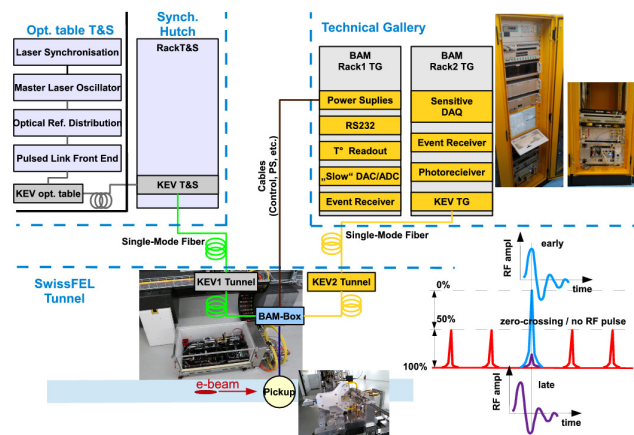 Opt. table T&S
Laser Synchronisation
Master Laser Oscillator
Optical Ref. Distribution
Pulsed Link Front End
KEV opt. table
Synch.
Hutch
RackT&S
KEV T&S
Single-Mode Fiber
Technical Gallery
BAM
Rack1 TG
Power Suplies
RS232
T° Readout
„Slow“ DAC/ADC
Event Receiver
BAM
Rack2 TG
Sensitive
DAQ
Event Receiver
Photorecieiver
KEV TG
Cables
(Control, PS, etc.)
Single-Mode Fiber
SwissFEL
Tunnel
KEV1 Tunnel
KEV2 Tunnel
BAM-Box
e-beam
Pickup
RF ampl
early
time
0%
50%
zero-crossing / no RF pulse
100%
RF ampl
late
time